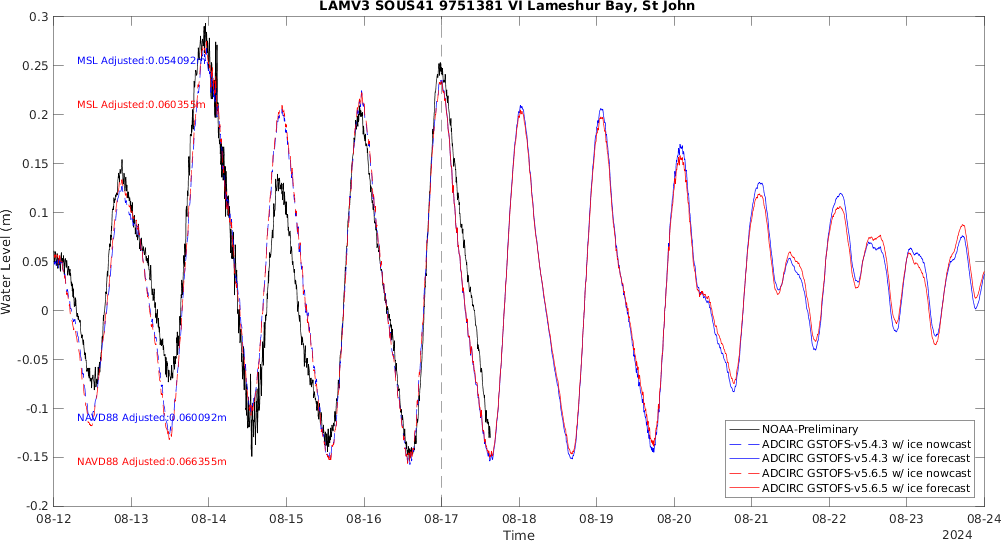 LAMV3 SOUS41 9751381 VI Lameshur Bay, St John
0.3
0.25
0.2
0.15
0.1
0.05
0
-0.05
-0.1
-0.15
-0.2
Water Level (m)
MSL Adjusted:0.054092m
MSL Adjusted:0.060355m
NAVD88 Adjusted:0.060092m
NAVD88 Adjusted:0.066355m
NOAA-Preliminary
ADCIRC GSTOFS-v5.4.3 w/ ice nowcast
ADCIRC GSTOFS-v5.4.3 w/ ice forecast
ADCIRC GSTOFS-v5.6.5 w/ ice nowcast
ADCIRC GSTOFS-v5.6.5 w/ ice forecast
08-12 08-13 08-14 08-15 08-16 08-17 08-18 08-19 08-20 08-21 08-22 08-23 08-24
Time
2024